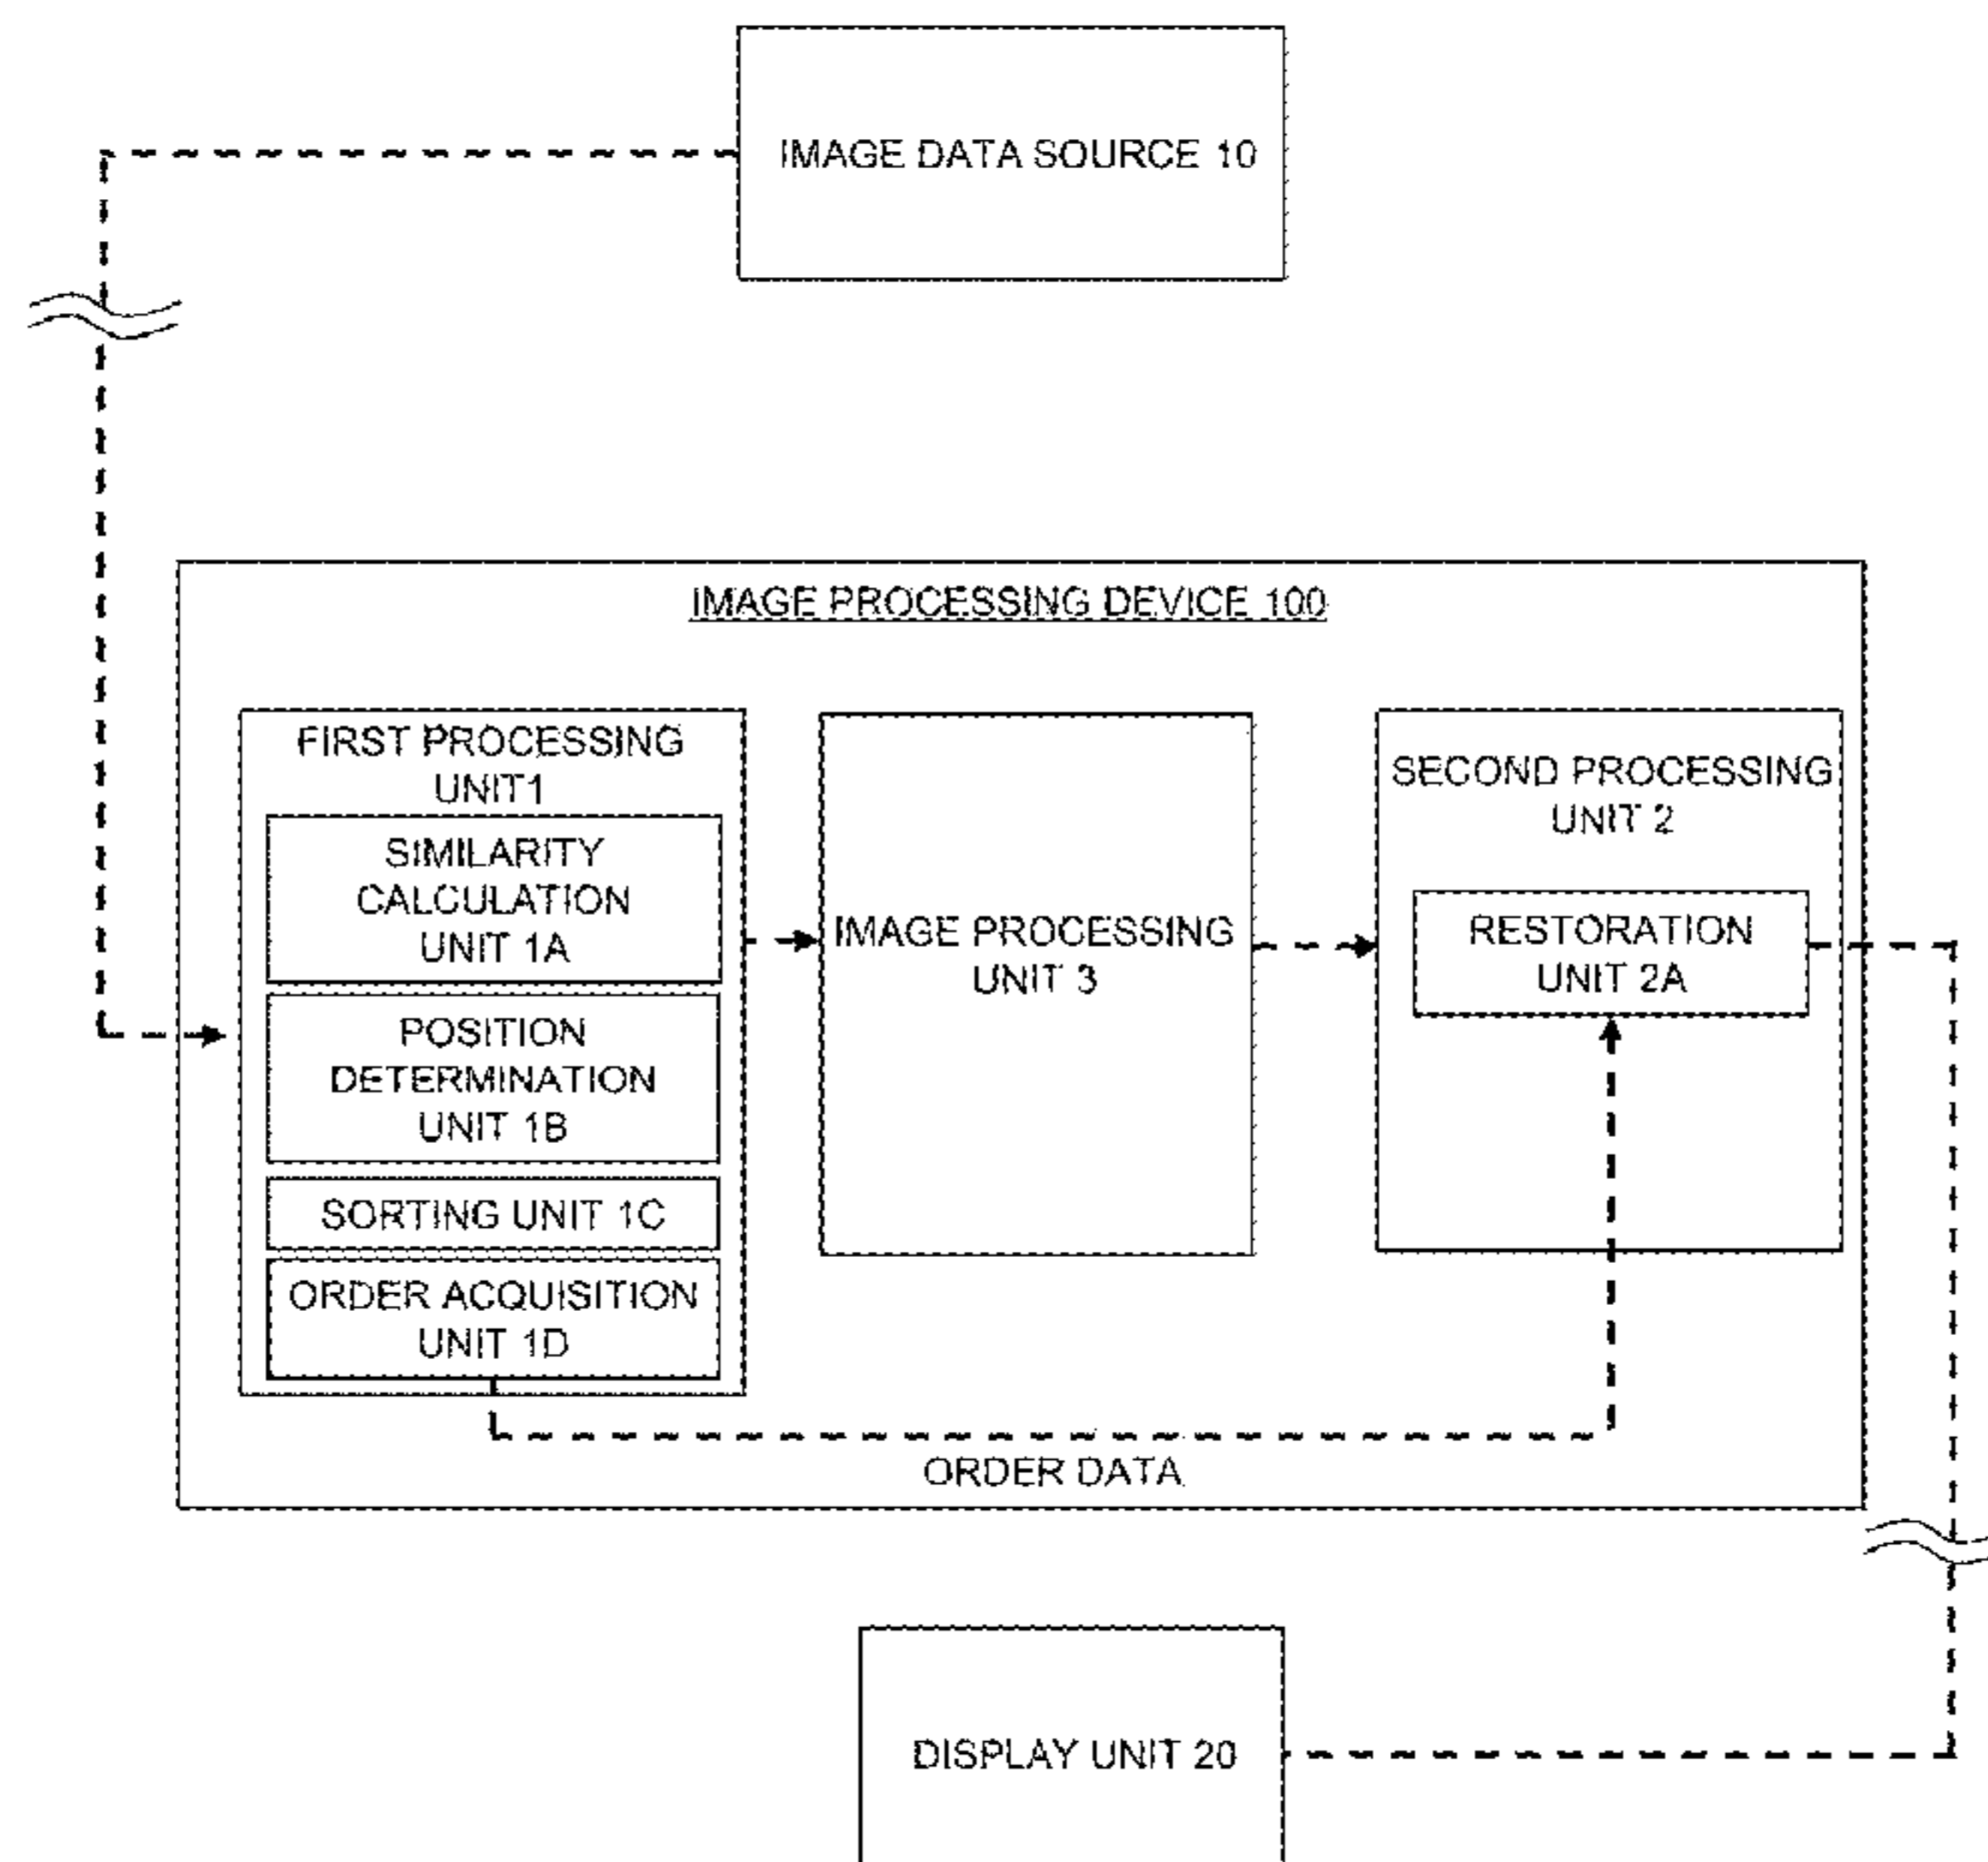 IMAGE DATA SOURCE 10
IMAGE PROCESSING DEVICE 100
FIRST PROCESSING
UNIT1
SIMILARITY
CALCULATION
UNIT 1A
POSITION
DETERMINATION
UNIT 1B
SORTING UNIT 1C
ORDER ACQUISITION
UNIT 1D
IMAGE PROCESSING
UNIT 3
SECOND PROCESSING
UNIT 2
RESTORATION
UNIT 2A
ORDER DATA
DISPLAY UNIT 20